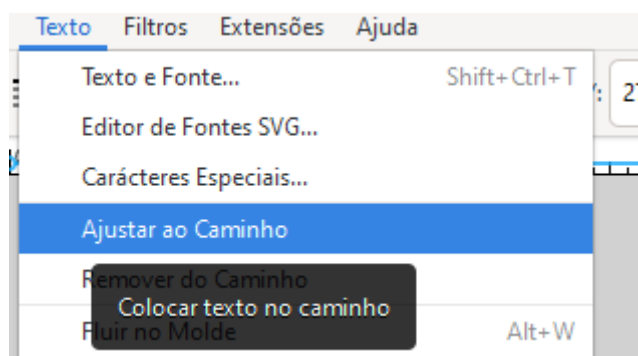 Texto Filtros Extensões Ajuda
Texto e Fonte... Shift+Ctrl+T
: 2
Editor de Fontes SVG...
Carácteres Especiais...
Ajustar ao Caminho
Remover do Caminho
Colocar texto no caminho
Fluir no Molde Alt+W